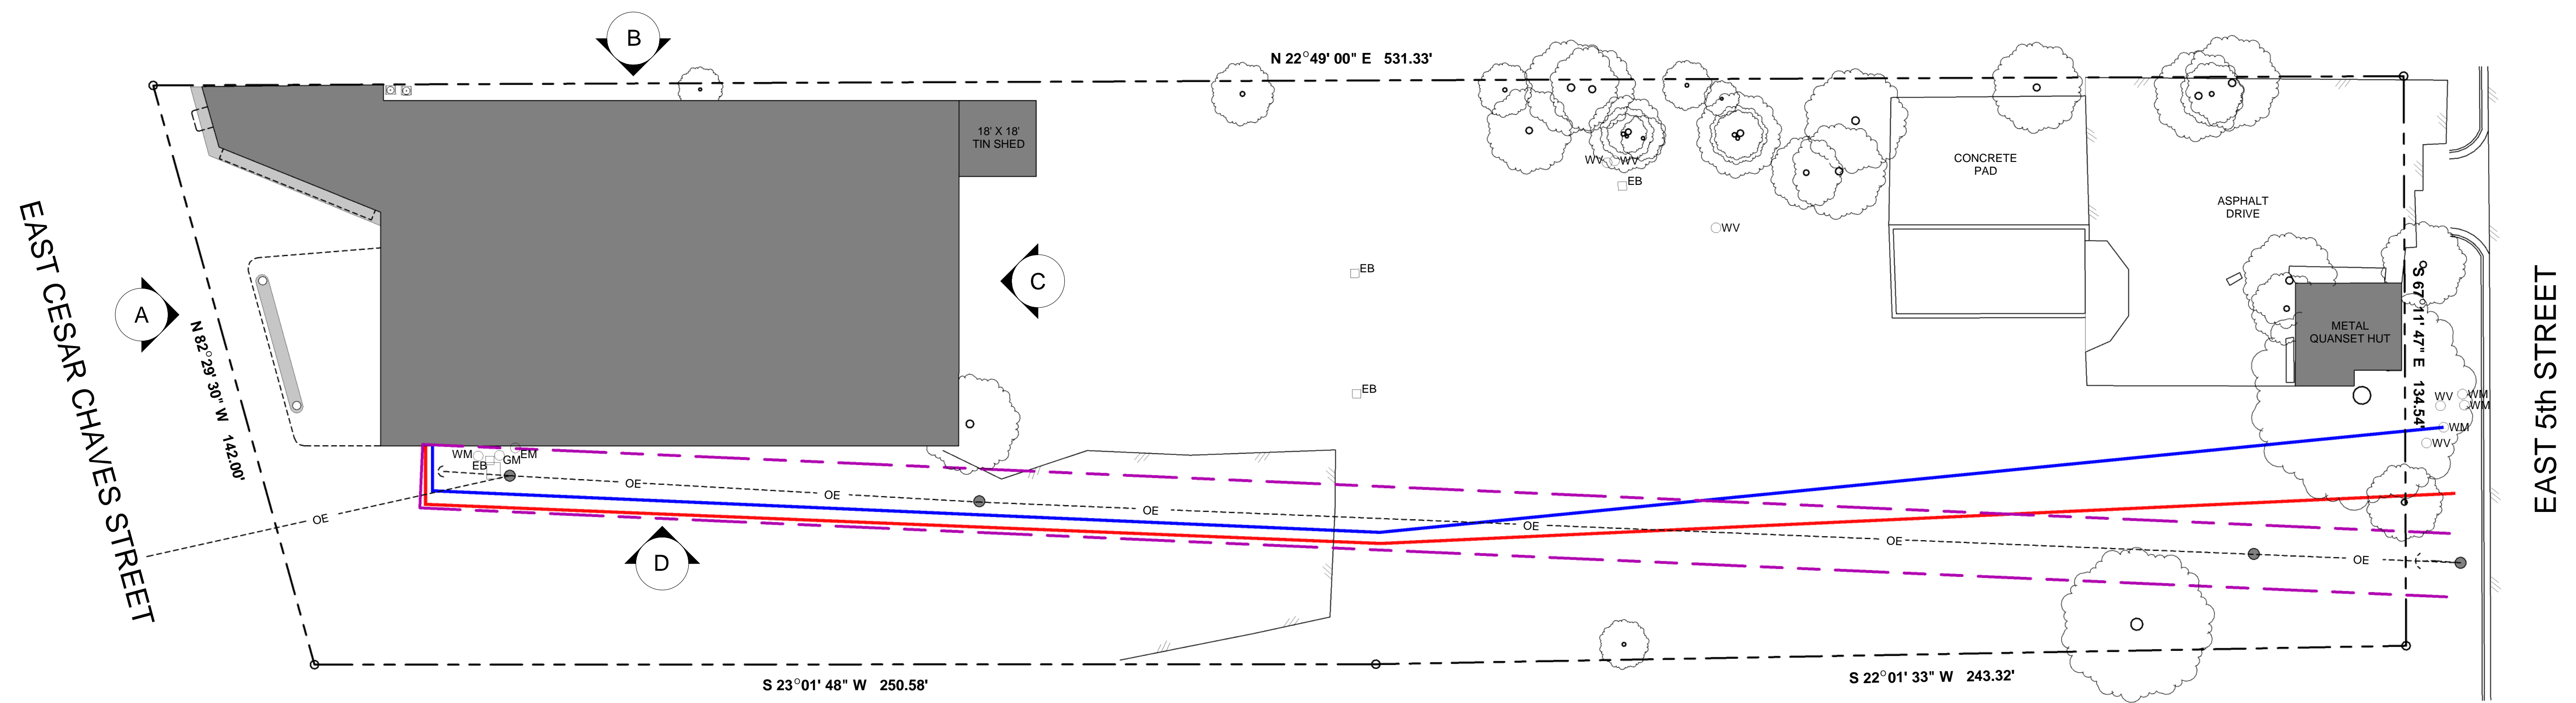 B
N 22°49' 00" E 531.33'
18' X 18'
TIN SHED
WV
WV
EB
WV
CONCRETE
PAD
ASPHALT
DRIVE
EAST CESAR CHAVES STREET
A
N 82°29' 30" W 142.00'
C
EB
EB
METAL
QUANSET HUT
S 67°11' 47" E 134.54'
EAST 5th STREET
WV
WM
WM
WM
WV
WM
EB
GM
EM
OE
OE
OE
OE
OE
OE
OE
D
S 23°01' 48" W 250.58'
S 22°01' 33" W 243.32'